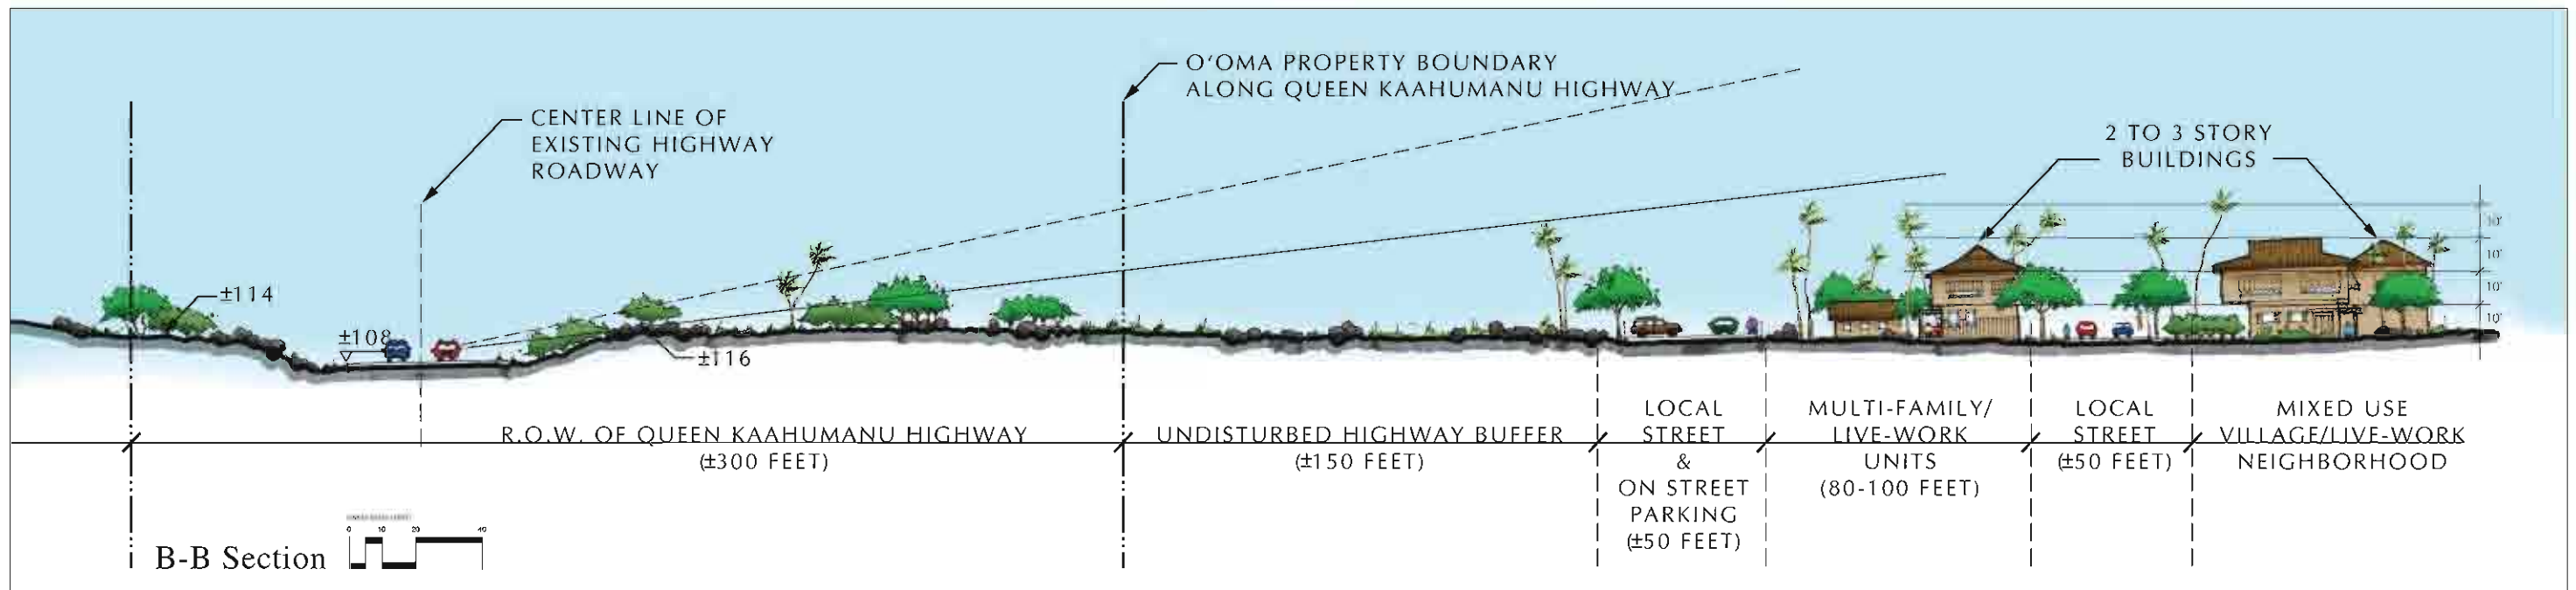 O'OMA PROPERTY BOUNDARY
ALONG QUEEN KAAHUMANU HIGHWAY
CENTER LINE OF
EXISTING HIGHWAY
ROADWAY
2 TO 3 STORY
BUILDINGS
±114
±108
±116
10'
10'
10'
10'
R.O.W. OF QUEEN KAAHUMANU HIGHWAY
(±300 FEET)
UNDISTURBED HIGHWAY BUFFER
(±150 FEET)
LOCAL
STREET
&
ON STREET
PARKING
(±50 FEET)
MULTI-FAMILY/
LIVE-WORK
UNITS
(80-100 FEET)
LOCAL
STREET
(±50 FEET)
MIXED USE
VILLAGE/LIVE-WORK
NEIGHBORHOOD
B-B Section
0 10 20 40